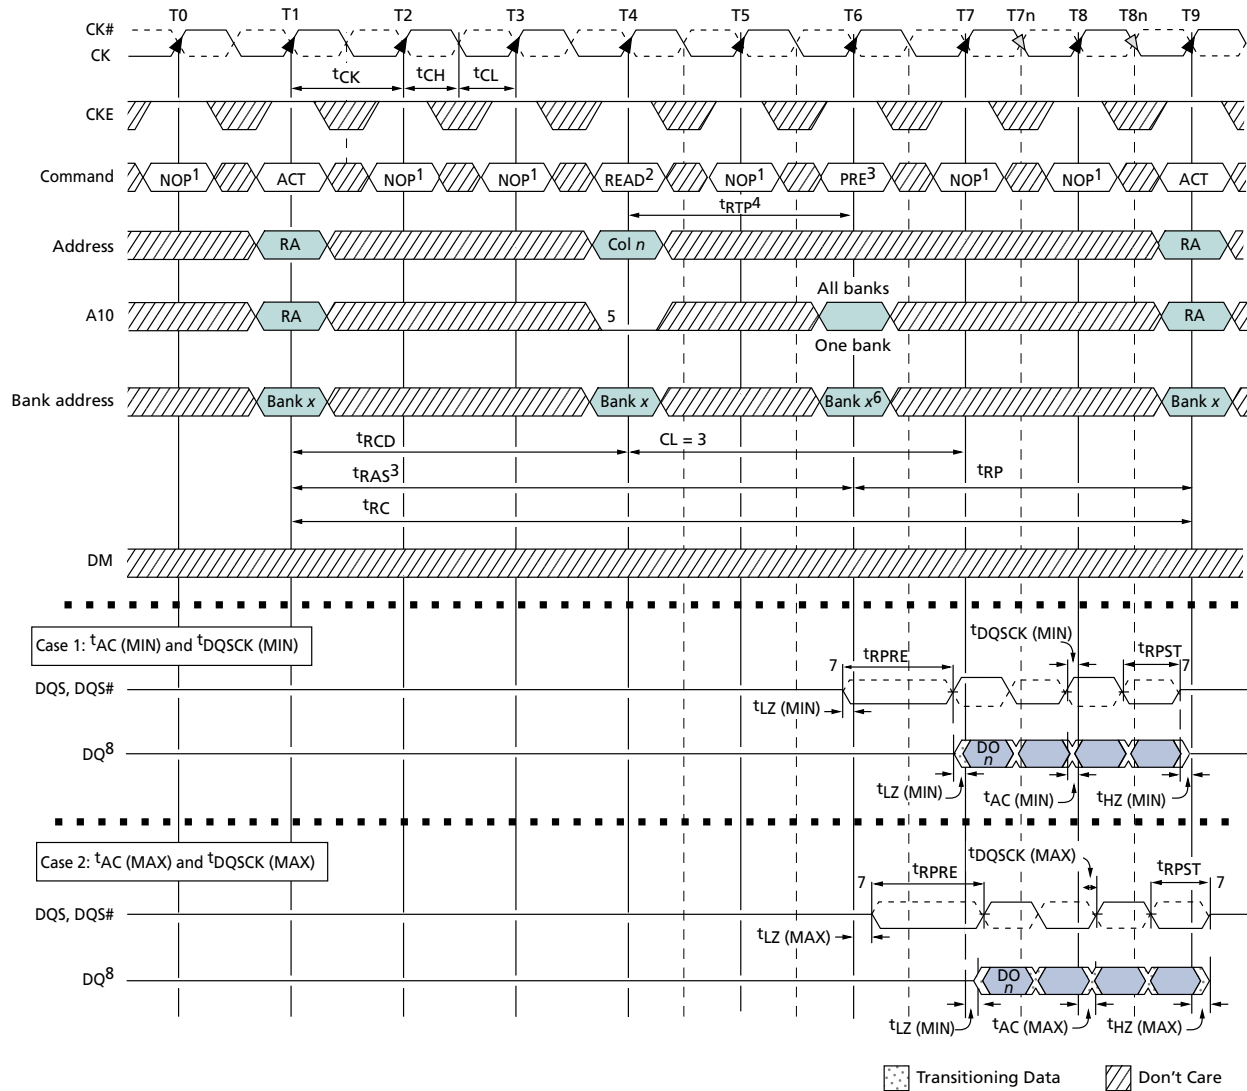 T0 T1 T2 T3 T4 T5 T6 T7 T7n T8 T8n T9
CK#
CK
tCK tCH tCL
CKE
Command NOP1 ACT NOP1 NOP1 READ2 NOP1 PRE3 NOP1 NOP1 ACT
tRTP4
Address RA Col n RA
All banks
A10 RA 5 RA
One bank
Bank address Bank x Bank x Bank x6 Bank x
tRCD CL = 3
tRAS3 tRP
tRC
DM
Case 1: tAC (MIN) and tDQSCK (MIN)
tDQSCK (MIN)
7 tRPRE tRPST 7
DQS, DQS#
tLZ (MIN)
DQ8 DO
n
tLZ (MIN) tAC (MIN) tHZ (MIN)
Case 2: tAC (MAX) and tDQSCK (MAX)
tDQSCK (MAX)
7 tRPRE tRPST 7
DQS, DQS#
tLZ (MAX)
DQ8 DO
n
tLZ (MIN) tAC (MAX) tHZ (MAX)
Transitioning Data Don't Care